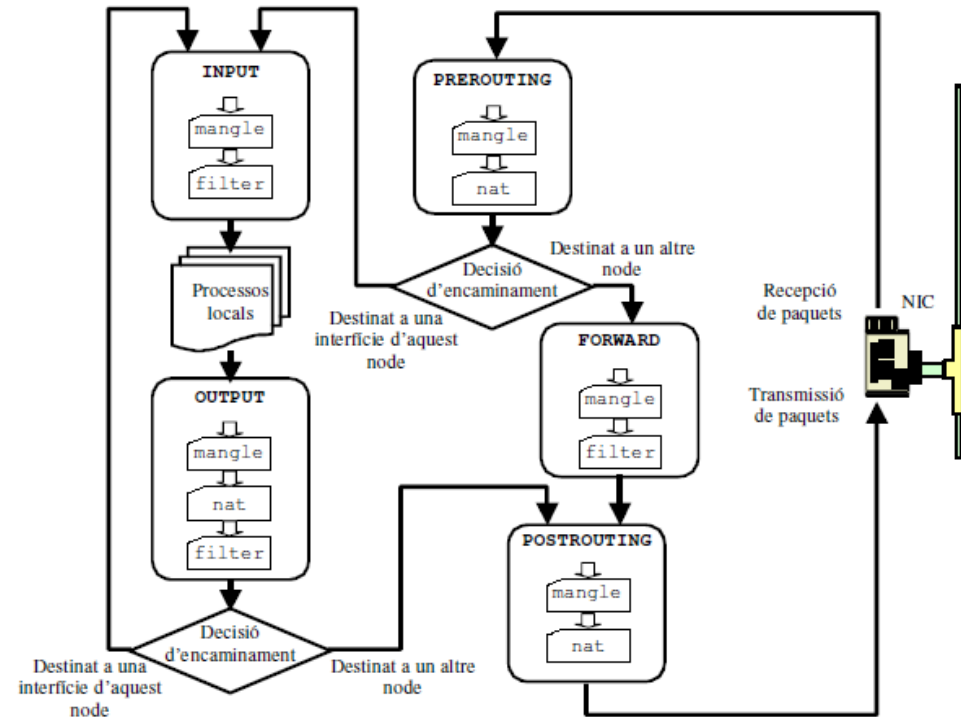 INPUT
mangle
filter
Processos
locals
OUTPUT
mangle
nat
filter
Decisió
d'encaminament
Destinat a una
interfície d'aquest
node
Destinat a un altre
node
PREROUTING
mangle
nat
Decisió
d'encaminament
Destinat a un altre
node
Destinat a una
interfície d'aquest
node
FORWARD
mangle
filter
POSTROUTING
mangle
nat
Recepció
de paquets
NIC
Transmissió
de paquets